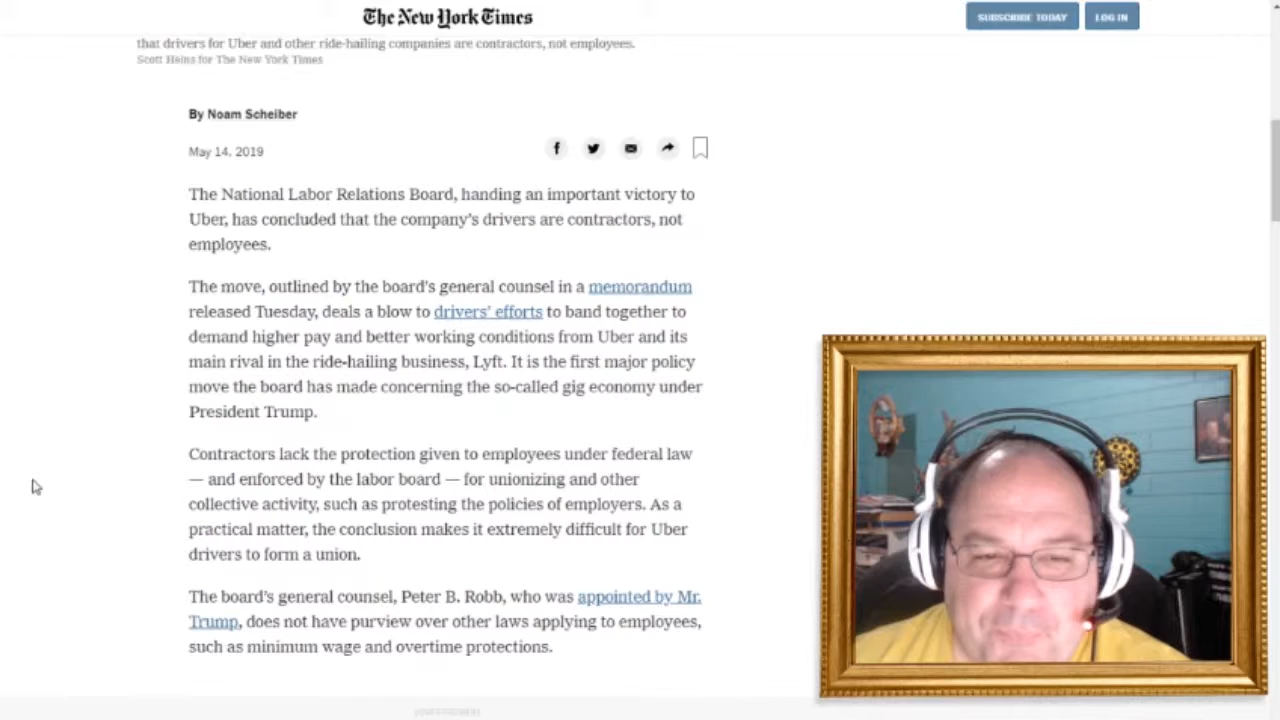 The New York Times
SUBSCRIBE TODAY
LOG IN
that drivers for Uber and other ride-hailing companies are contractors, not employees.
Scott Heins for The New York Times
By Noam Scheiber
May 14, 2019
The National Labor Relations Board, handing an important victory to
Uber, has concluded that the company's drivers are contractors, not
employees.
The move, outlined by the board's general counsel in a memorandum
released Tuesday, deals a blow to drivers' efforts to band together to
demand higher pay and better working conditions from Uber and its
main rival in the ride-hailing business, Lyft. It is the first major policy
move the board has made concerning the so-called gig economy under
President Trump.
Contractors lack the protection given to employees under federal law
— and enforced by the labor board — for unionizing and other
collective activity, such as protesting the policies of employers. As a
practical matter, the conclusion makes it extremely difficult for Uber
drivers to form a union.
The board's general counsel, Peter B. Robb, who was appointed by Mr.
Trump, does not have purview over other laws applying to employees,
such as minimum wage and overtime protections.
ADVERTISEMENT